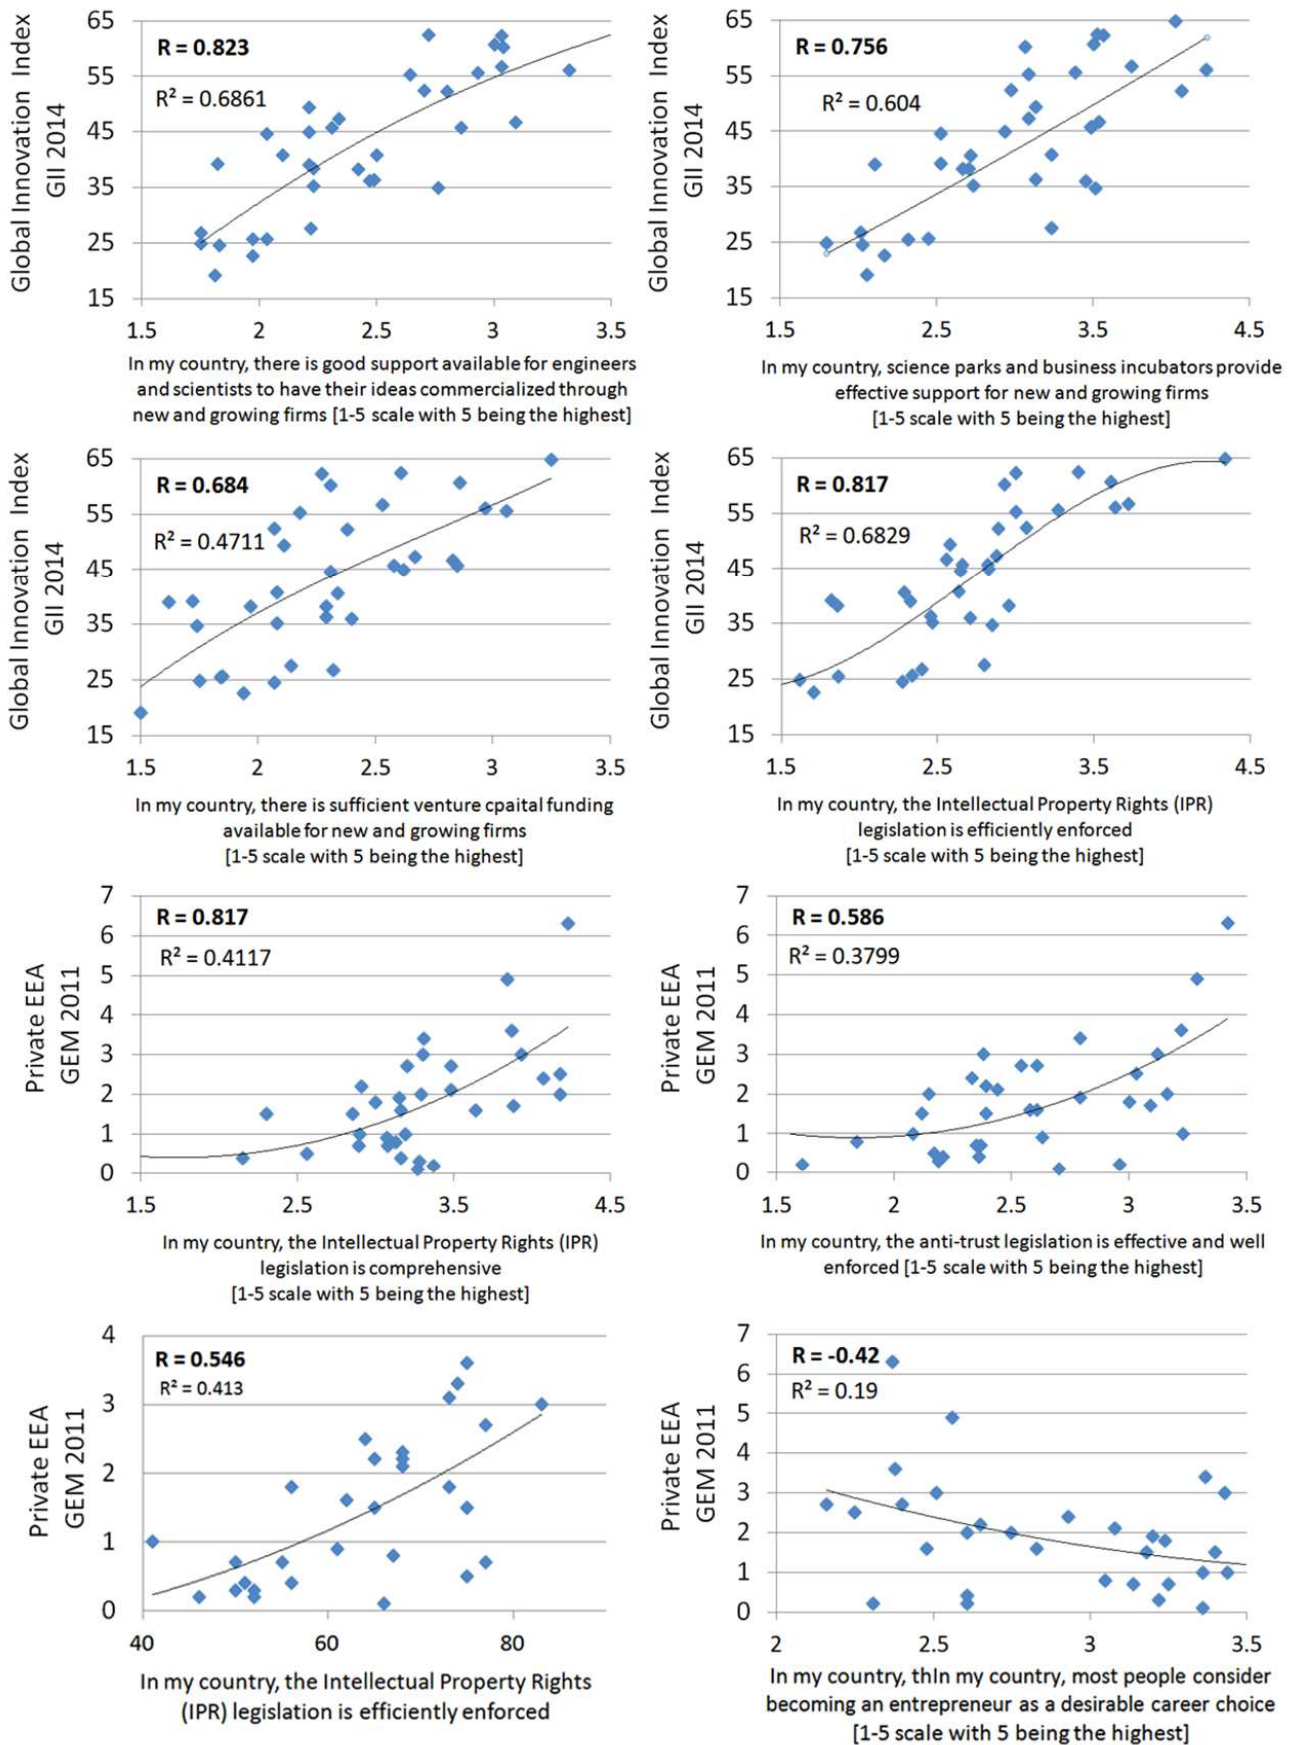 Global Innovation Index
GII 2014
65
55
45
35
25
15
R = 0.823
R² = 0.6861
1.5 2 2.5 3 3.5
In my country, there is good support available for engineers
and scientists to have their ideas commercialized through
new and growing firms [1-5 scale with 5 being the highest]
Global Innovation Index
GII 2014
65
55
45
35
25
15
R = 0.756
R² = 0.604
1.5 2.5 3.5 4.5
In my country, science parks and business incubators provide
effective support for new and growing firms
[1-5 scale with 5 being the highest]
Global Innovation Index
GII 2014
65
55
45
35
25
15
R = 0.684
R² = 0.4711
1.5 2 2.5 3 3.5
In my country, there is sufficient venture cpaital funding
available for new and growing firms
[1-5 scale with 5 being the highest]
Global Innovation Index
GII 2014
65
55
45
35
25
15
R = 0.817
R² = 0.6829
1.5 2.5 3.5 4.5
In my country, the Intellectual Property Rights (IPR)
legislation is efficiently enforced
[1-5 scale with 5 being the highest]
Private EEA
GEM 2011
7
6
5
4
3
2
1
0
R = 0.817
R² = 0.4117
1.5 2.5 3.5 4.5
In my country, the Intellectual Property Rights (IPR)
legislation is comprehensive
[1-5 scale with 5 being the highest]
Private EEA
GEM 2011
7
6
5
4
3
2
1
0
R = 0.586
R² = 0.3799
1.5 2 2.5 3 3.5
In my country, the anti-trust legislation is effective and well
enforced [1-5 scale with 5 being the highest]
Private EEA
GEM 2011
4
3
2
1
0
R = 0.546
R² = 0.413
40 60 80
In my country, the Intellectual Property Rights
(IPR) legislation is efficiently enforced
Private EEA
GEM 2011
7
6
5
4
3
2
1
0
R = -0.42
R² = 0.19
2 2.5 3 3.5
In my country, thIn my country, most people consider
becoming an entrepreneur as a desirable career choice
[1-5 scale with 5 being the highest]